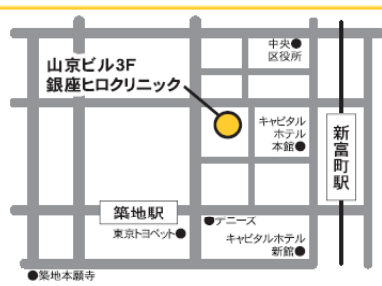 中央●
区役所
山京ビル3F
銀座ヒロクリニック
キャピタル
ホテル
本館●
新富町駅
築地駅
●デニーズ
東京トヨペット●
キャピタルホテル
新館●
●築地本願寺